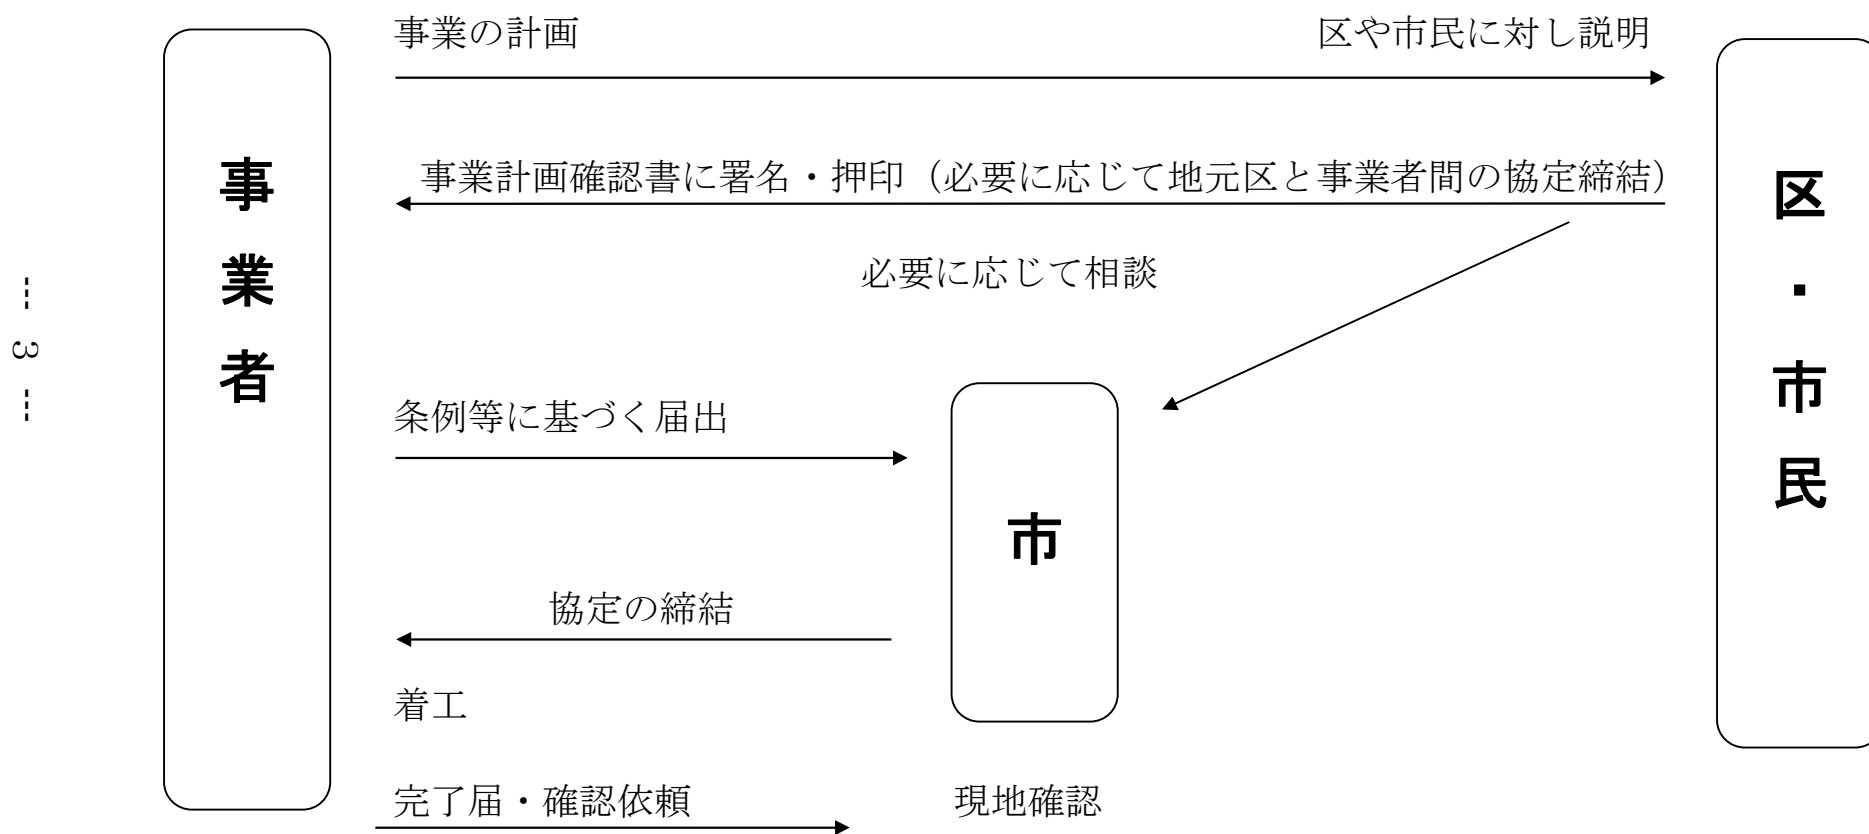 事業の計画
区や市民に対し説明
事業者
事業計画確認書に署名・押印（必要に応じて地元区と事業者間の協定締結）
区・市民
必要に応じて相談
条例等に基づく届出
市
協定の締結
着工
完了届・確認依頼
現地確認
-- 3 --